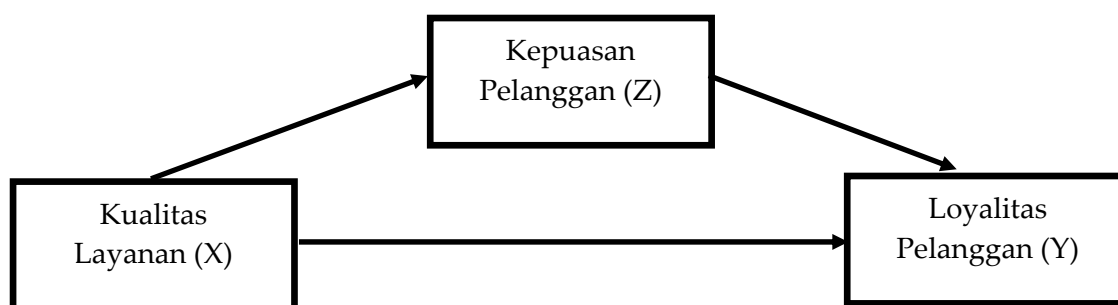 Kepuasan
Pelanggan (Z)
Kualitas
Layanan (X)
Loyalitas
Pelanggan (Y)